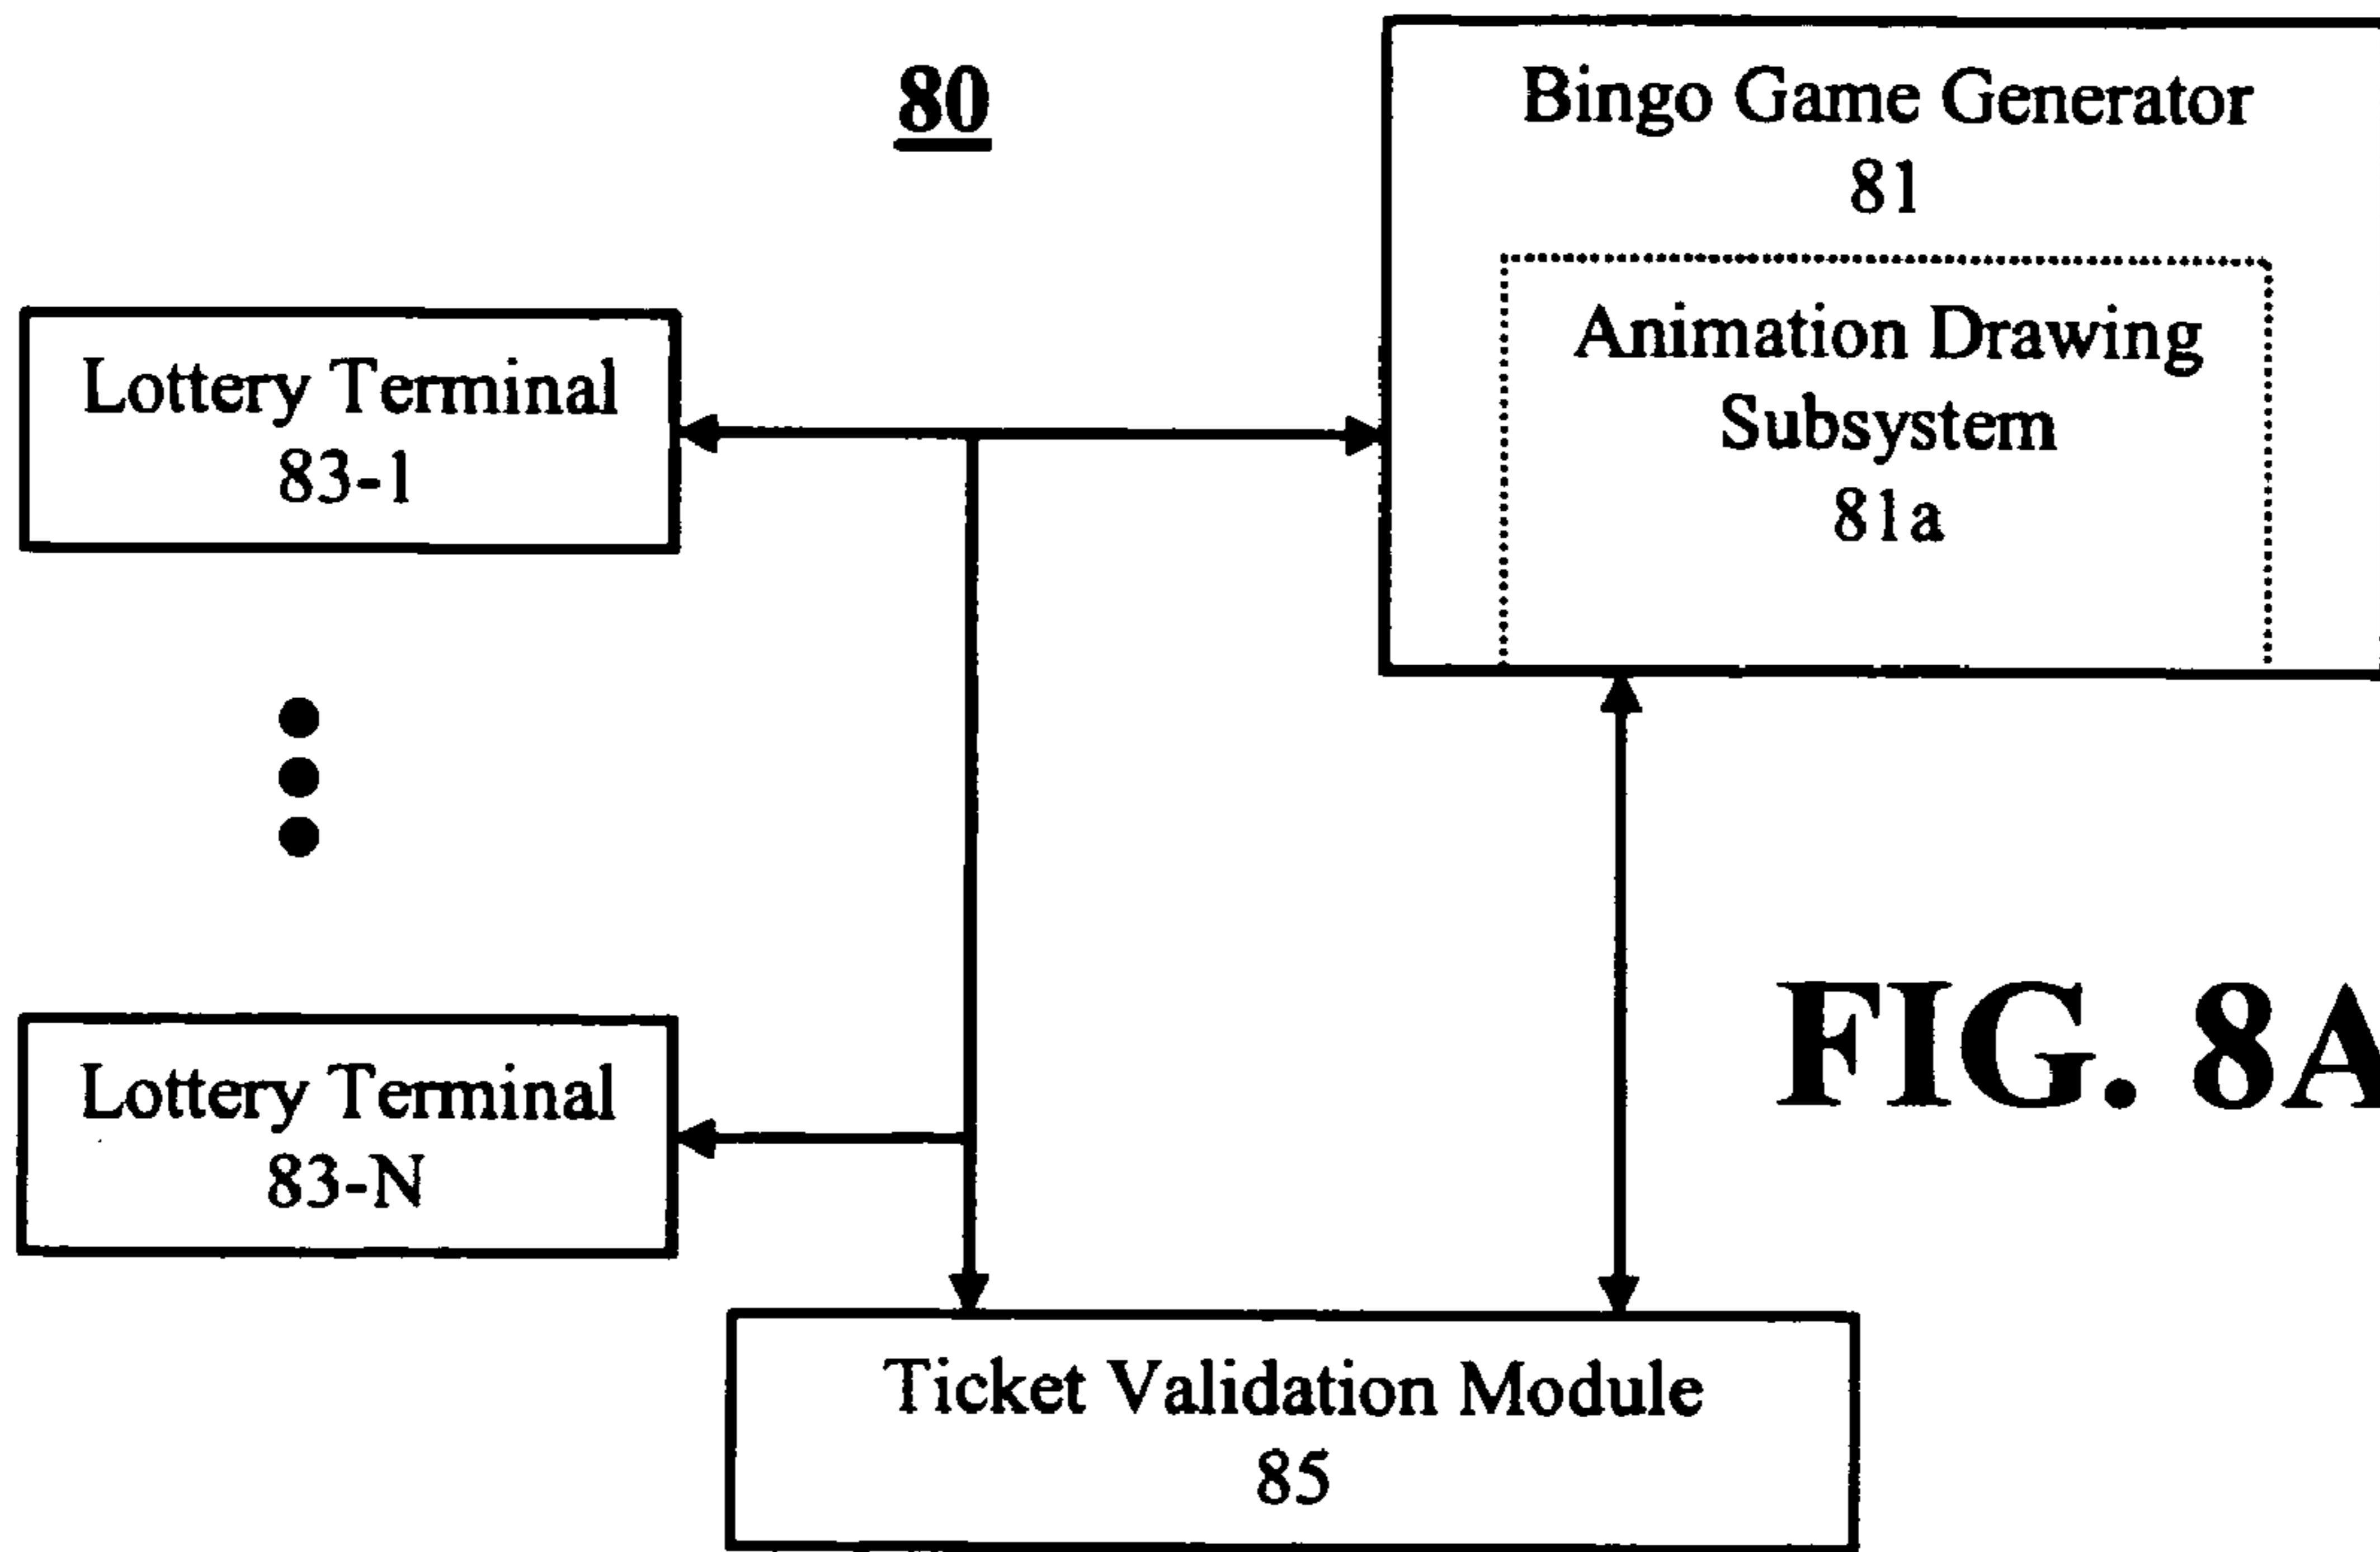 80
Bingo Game Generator
81
Animation Drawing
Subsystem
81a
Lottery Terminal
83-1
Lottery Terminal
83-N
FIG. 8A
Ticket Validation Module
85